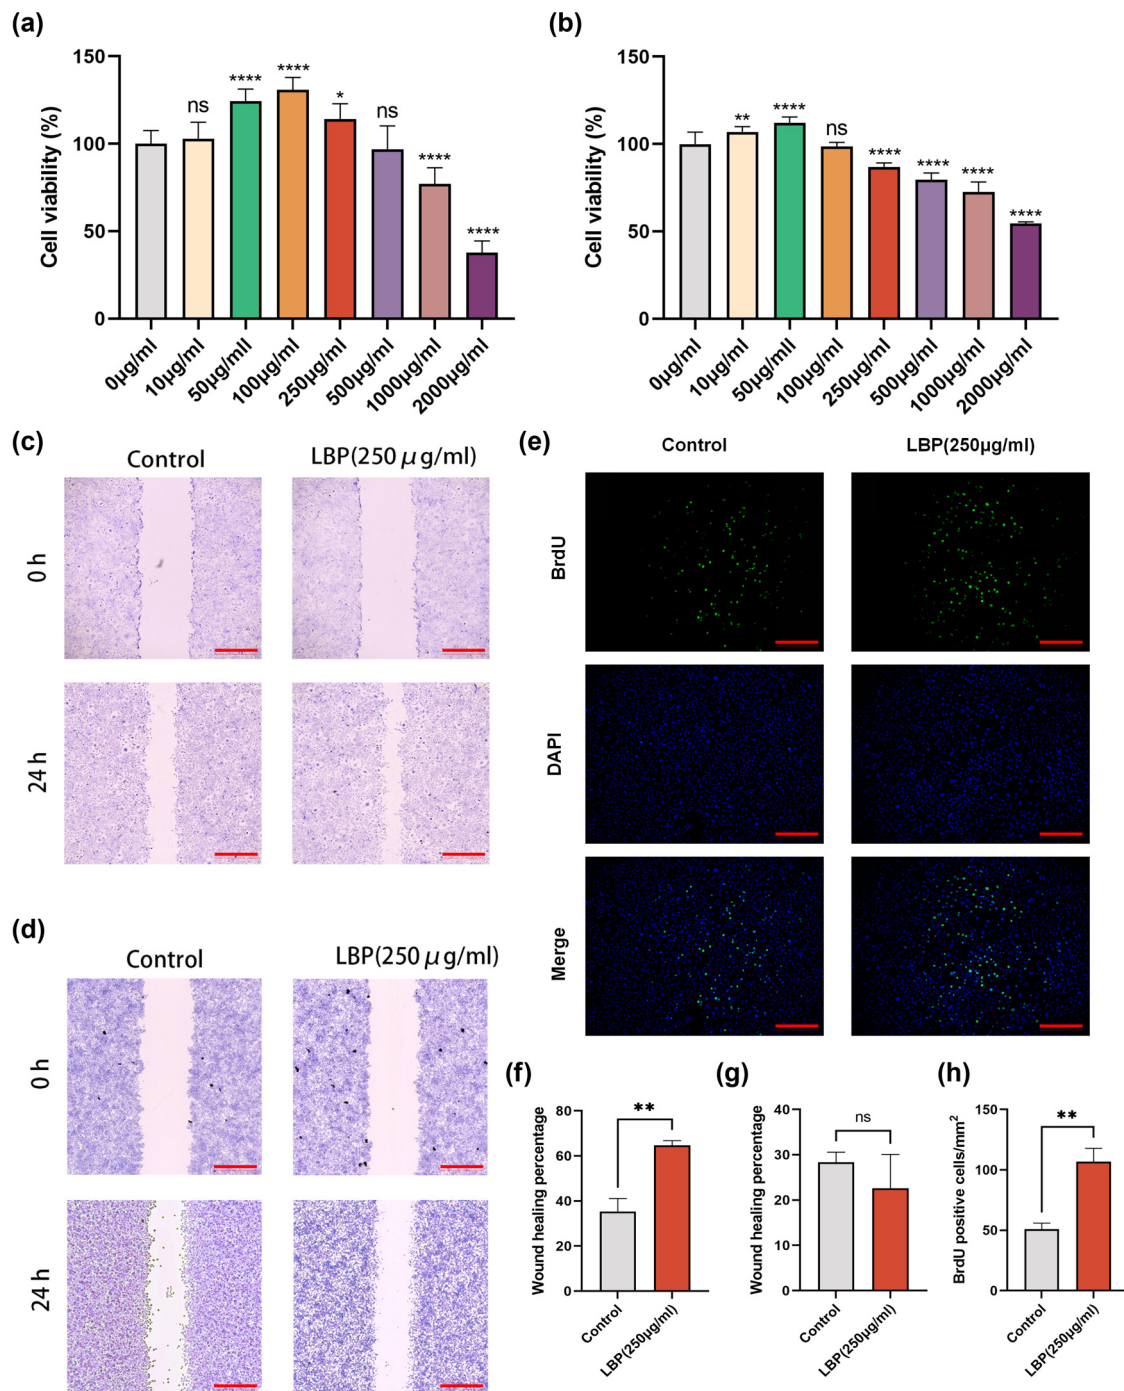 (a)
150
100
50
0
Cell viability (%)
ns
****
****
*
ns
****
****
0μg/ml
10μg/ml
50μg/mll
100μg/ml
250μg/ml
500μg/ml
1000μg/ml
2000μg/ml
(b)
150
100
50
0
Cell viability (%)
**
****
ns
****
****
****
****
0μg/ml
10μg/ml
50μg/mll
100μg/ml
250μg/ml
500μg/ml
1000μg/ml
2000μg/ml
(c)
Control
LBP(250μg/ml)
0 h
24 h
(d)
Control
LBP(250μg/ml)
0 h
24 h
(e)
Control
LBP(250μg/ml)
BrdU
DAPI
Merge
(f)
80
60
40
20
0
Wound healing percentage
**
Control
LBP(250μg/ml)
(g)
40
30
20
10
0
Wound healing percentage
ns
Control
LBP(250μg/ml)
(h)
150
100
50
0
BrdU positive cells/mm²
**
Control
LBP(250μg/ml)